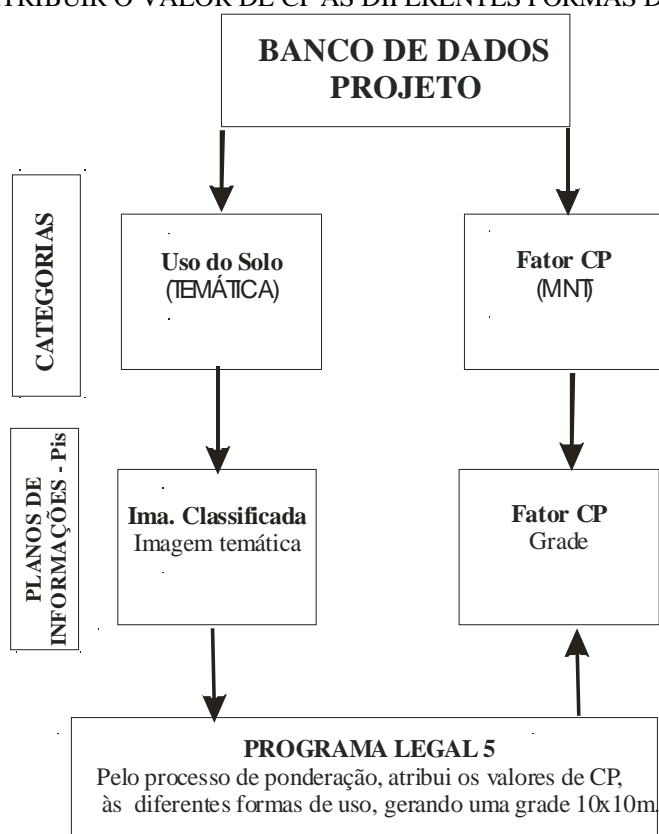 TRIBUIR O VALOR DE CP ÀS DIFERENTES FORMAS D
BANCO DE DADOS
PROJETO
CATEGORIAS
Uso do Solo
(TEMÁTICA)
Fator CP
(MNT)
PLANOS DE
INFORMAÇÕES - Pis
Ima. Classificada
Imagem temática
Fator CP
Grade
PROGRAMA LEGAL 5
Pelo processo de ponderação, atribui os valores de CP,
às diferentes formas de uso, gerando uma grade 10x10m.